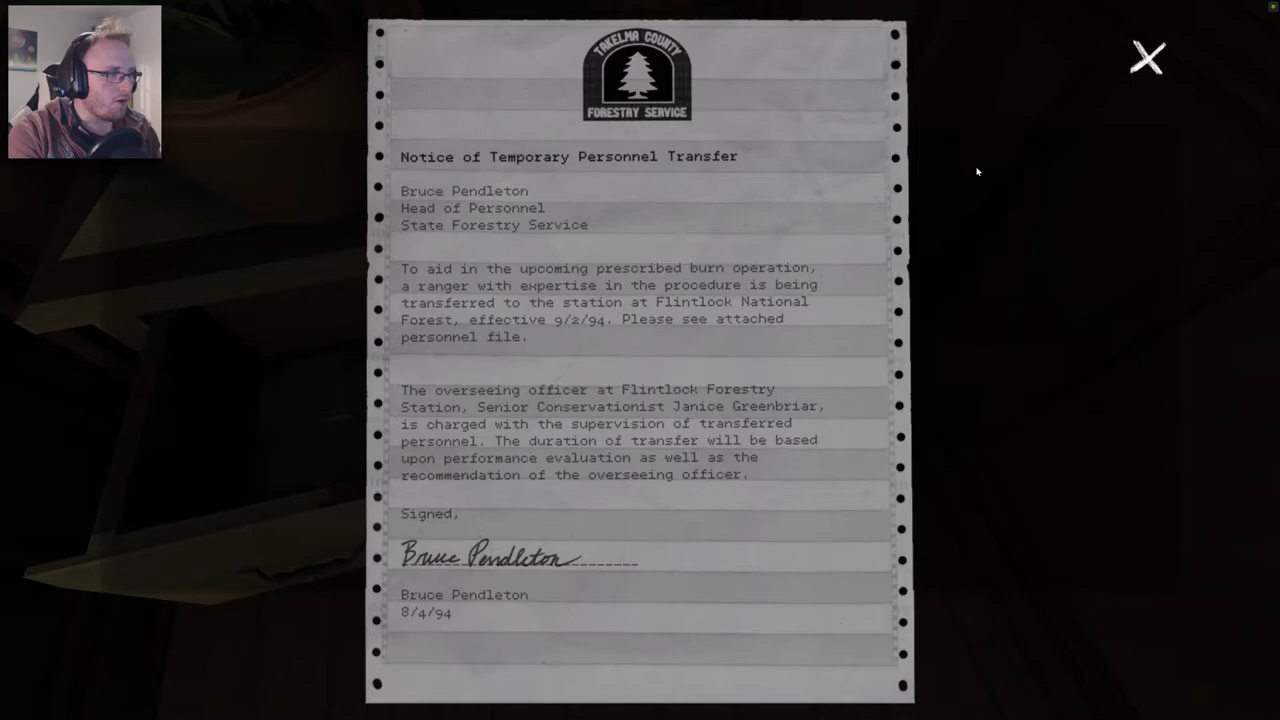 TAKELMA COUNTY
FORESTRY SERVICE
Notice of Temporary Personnel Transfer
Bruce Pendleton
Head of Personnel
State Forestry Service
To aid in the upcoming prescribed burn operation,
a ranger with expertise in the procedure is being
transferred to the station at Flintlock National
Forest, effective 9/2/94. Please see attached
personnel file.
The overseeing officer at Flintlock Forestry
Station, Senior Conservationist Janice Greenbriar,
is charged with the supervision of transferred
personnel. The duration of transfer will be based
upon performance evaluation as well as the
recommendation of the overseeing officer.
Signed,
Bruce Pendleton
Bruce Pendleton
8/4/94